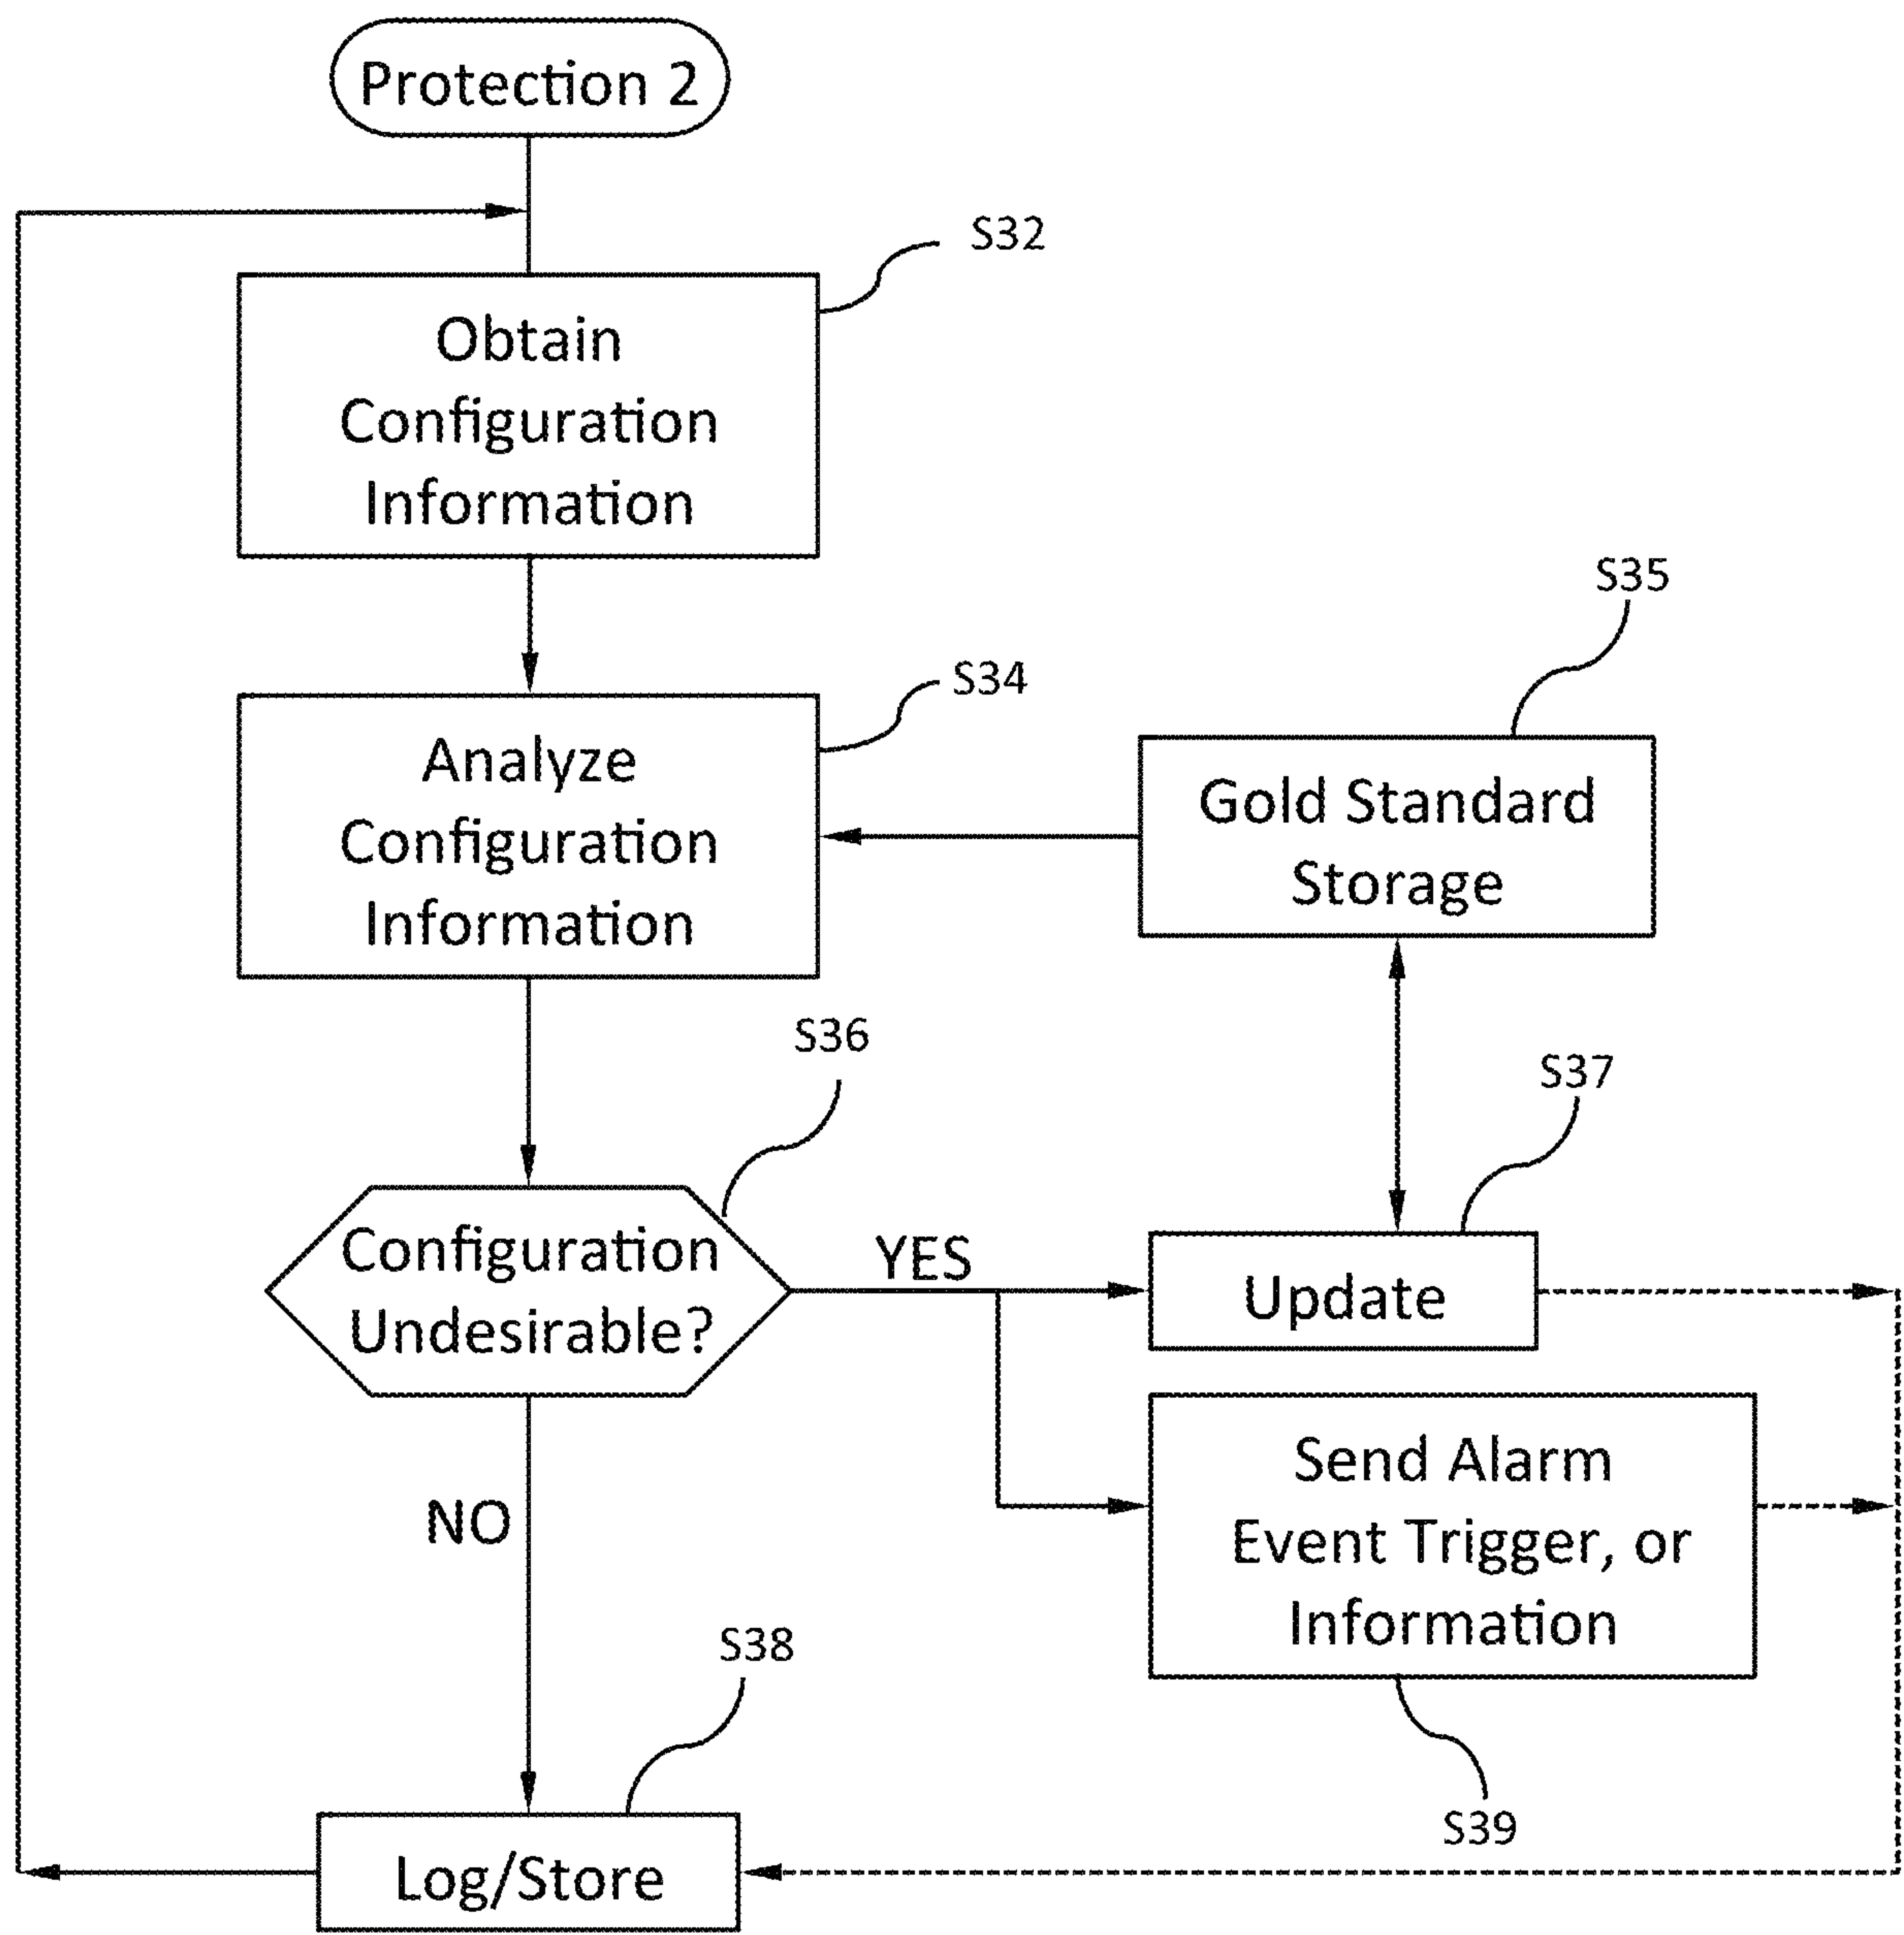 Protection 2
S32
Obtain
Configuration
Information
S34
Analyze
Configuration
Information
S35
Gold Standard
Storage
S36
Configuration
Undesirable?
YES
NO
S37
Update
Send Alarm
Event Trigger, or
Information
S39
S38
Log/Store